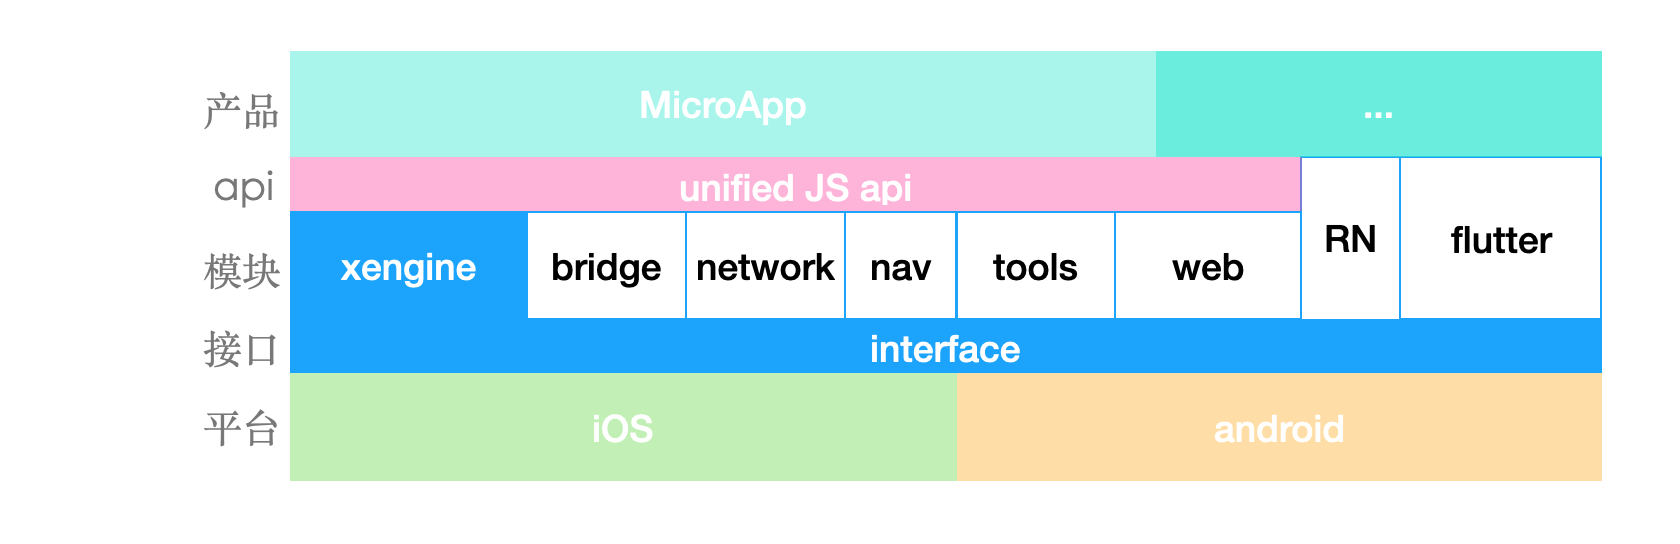 产品 MicroApp ...
api unified JS api
模块 xengine bridge network nav tools web RN flutter
接口 interface
平台 iOS android